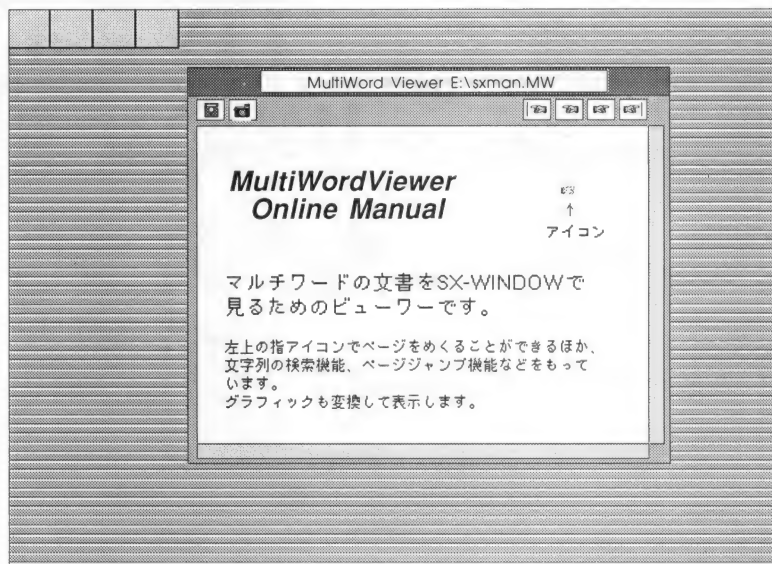 MultiWord Viewer E:\sxman.MW
MultiWordViewer
Online Manual
↑
アイコン
マルチワードの文書をSX-WINDOWで
見るためのビューワーです。
左上の指アイコンでページをめくることができるほか、
文字列の検索機能、ページジャンプ機能などをもって
います。
グラフィックも変換して表示します。